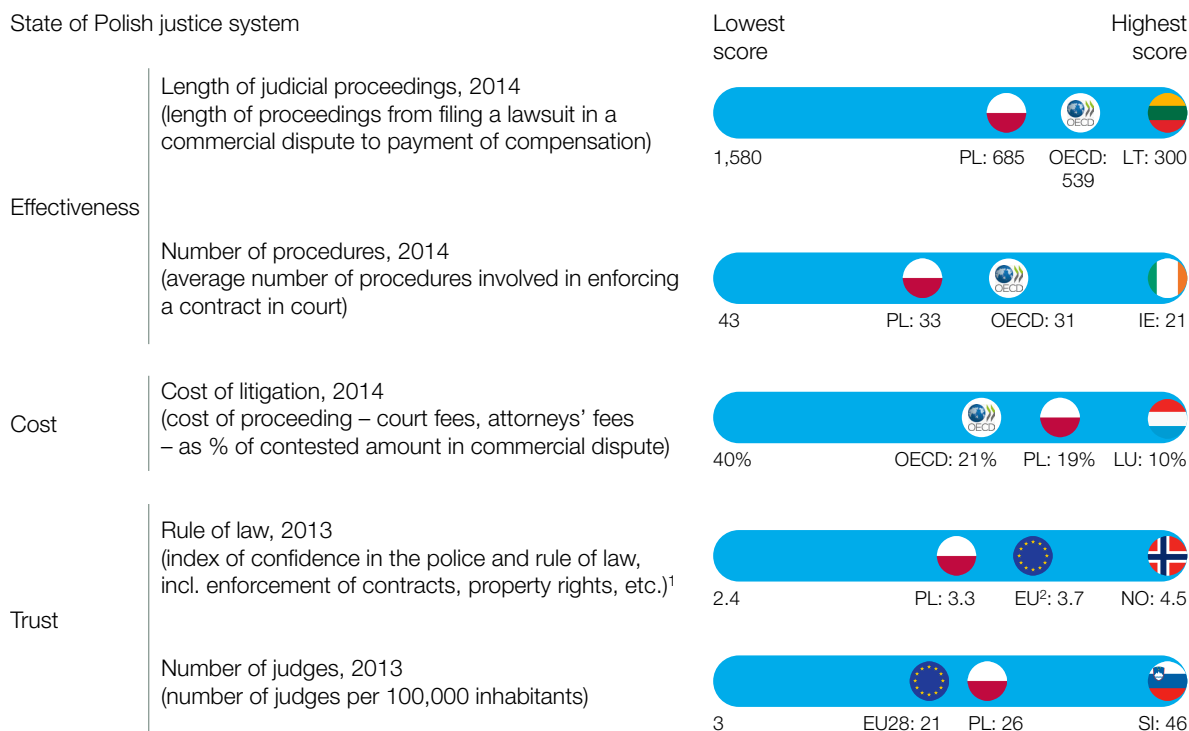 State of Polish justice system
Lowest
score
Highest
score
Effectiveness
Length of judicial proceedings, 2014
(length of proceedings from filing a lawsuit in a
commercial dispute to payment of compensation)
OECD
1,580
PL: 685
OECD:
539
LT: 300
Number of procedures, 2014
(average number of procedures involved in enforcing
a contract in court)
OECD
43
PL: 33
OECD: 31
IE: 21
Cost
Cost of litigation, 2014
(cost of proceeding – court fees, attorneys’ fees
– as % of contested amount in commercial dispute)
OECD
40%
OECD: 21%
PL: 19%
LU: 10%
Trust
Rule of law, 2013
(index of confidence in the police and rule of law,
incl. enforcement of contracts, property rights, etc.)¹
2.4
PL: 3.3
EU²: 3.7
NO: 4.5
Number of judges, 2013
(number of judges per 100,000 inhabitants)
3
EU28: 21
PL: 26
SI: 46